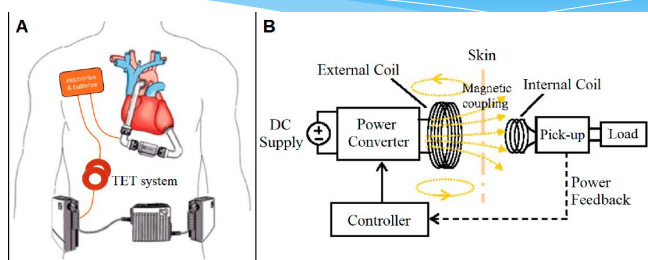 A
electronics
& batteries
TET system
B
Skin
External Coil
Magnetic
coupling
Internal Coil
DC
Supply
Power
Converter
Pick-up
Load
Power
Feedback
Controller